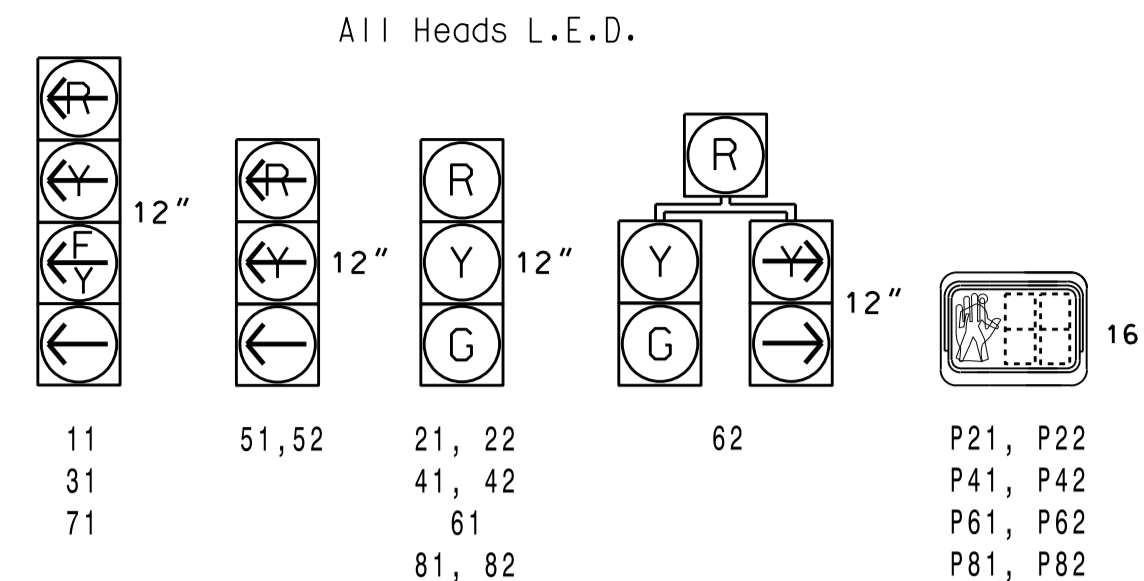 All Heads L.E.D.
R
Y
F
Y
12"
11
31
71
R
Y
12"
51,52
R
Y
G
12"
21, 22
41, 42
61
81, 82
R
Y
Y
G
12"
62
16
P21, P22
P41, P42
P61, P62
P81, P82